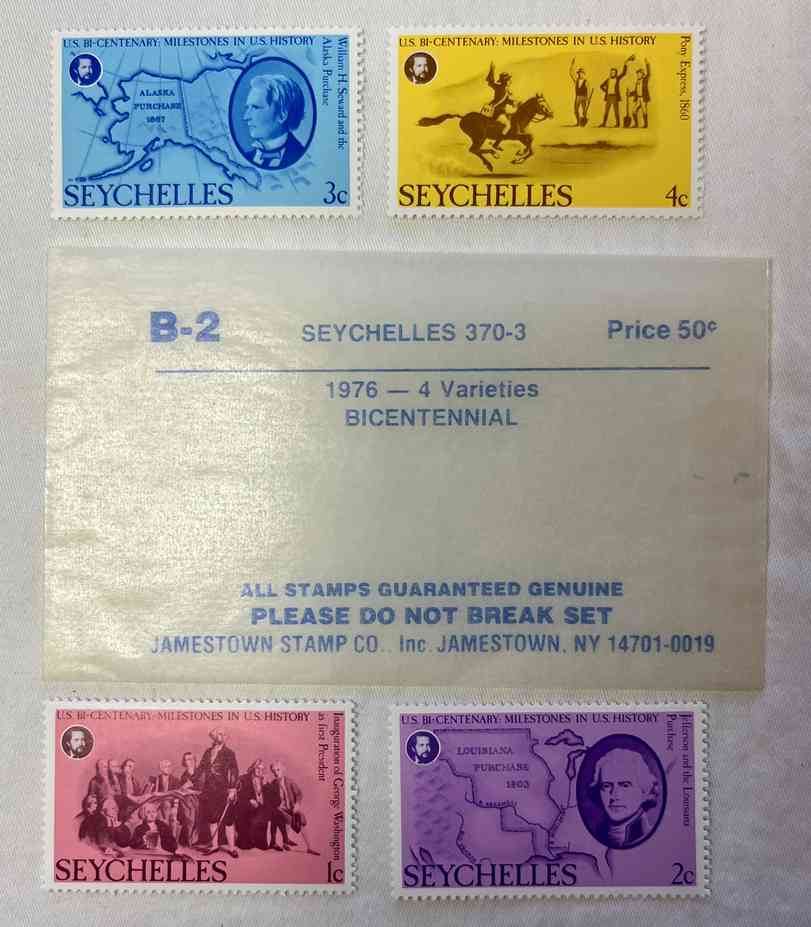 U.S. BI-CENTENARY: MILESTONES IN U.S. HISTORY
William H. Seward and the
Alaska Purchase
ALASKA
PURCHASE
1867
SEYCHELLES 3c
U.S. BI-CENTENARY: MILESTONES IN U.S. HISTORY
Pony Express, 1860
SEYCHELLES 4c
B-2 SEYCHELLES 370-3 Price 50¢
1976 — 4 Varieties
BICENTENNIAL
ALL STAMPS GUARANTEED GENUINE
PLEASE DO NOT BREAK SET
JAMESTOWN STAMP CO., Inc. JAMESTOWN, NY 14701-0019
U.S. BI-CENTENARY: MILESTONES IN U.S. HISTORY
Inauguration of George Washington
as first President
SEYCHELLES 1c
U.S. BI-CENTENARY: MILESTONES IN U.S. HISTORY
Jefferson and the Louisiana
Purchase
LOUISIANA
PURCHASE
1803
SEYCHELLES 2c